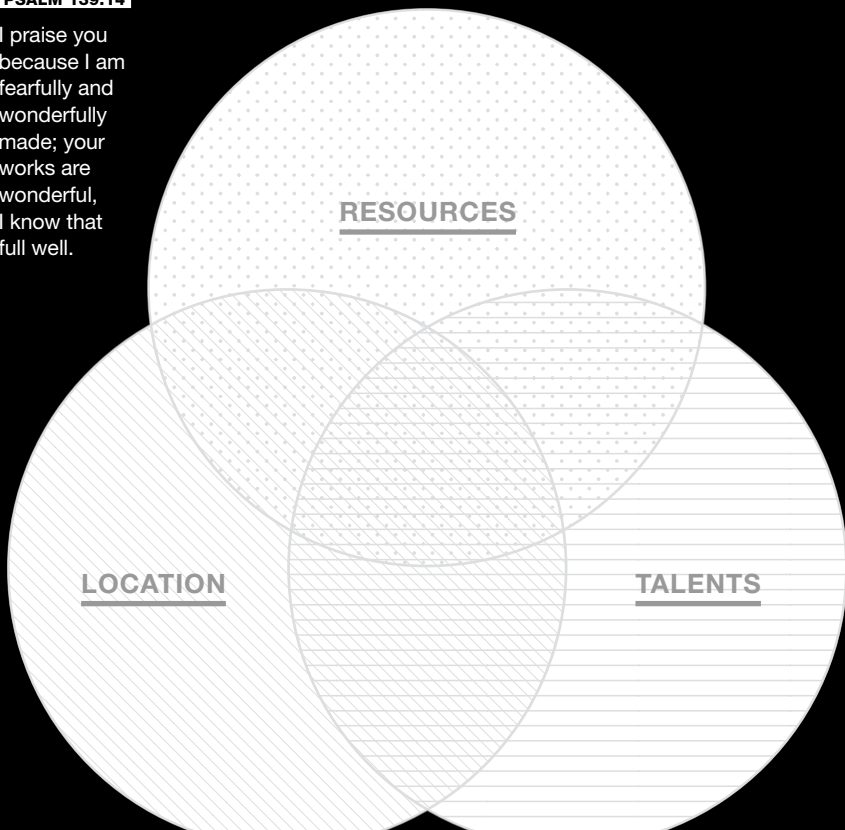 PSALM 139:14
I praise you
because I am
fearfully and
wonderfully
made; your
works are
wonderful,
I know that
full well.
RESOURCES
LOCATION
TALENTS